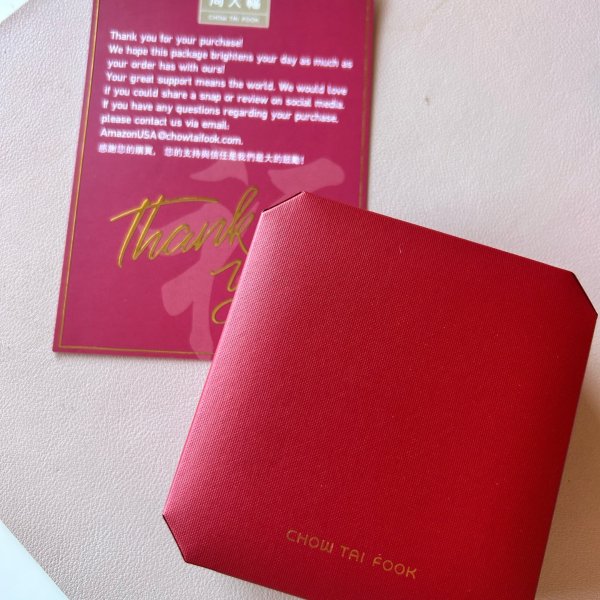 周大福
CHOW TAI FOOK
Thank you for your purchase!
We hope this package brightens your day as much as
your order has with ours!
Your great support means the world. We would love
if you could share a snap or review on social media.
If you have any questions regarding your purchase,
please contact us via email:
AmazonUSA@chowtaifook.com.
感謝您的購買，您的支持與信任是我們最大的鼓勵！
Thank
CHOW TAI FOOK